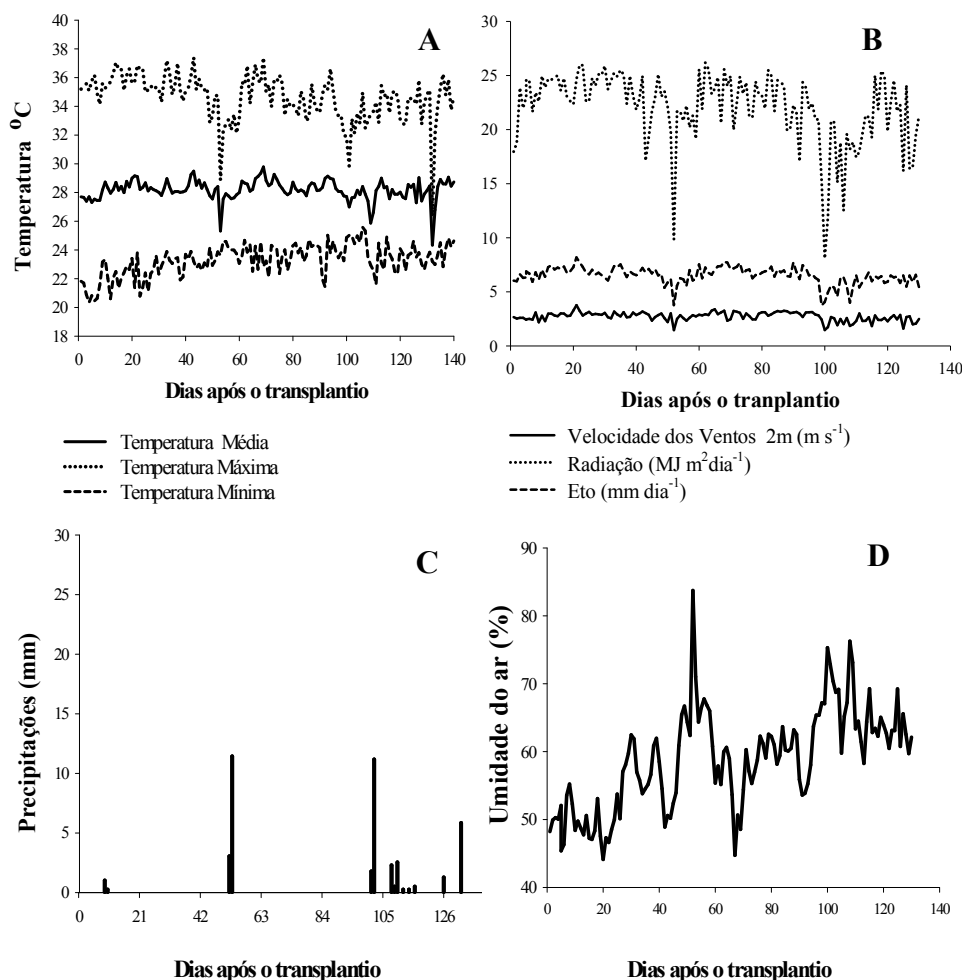 A
40
38
36
34
32
30
28
26
24
22
20
18
Temperatura ºC
0 20 40 60 80 100 120 140
Dias após o transplantio
Temperatura Média
Temperatura Máxima
Temperatura Mínima
B
30
25
20
15
10
5
0
0 20 40 60 80 100 120 140
Dias após o tranplantio
Velocidade dos Ventos 2m (m s⁻¹)
Radiação (MJ m²dia⁻¹)
Eto (mm dia⁻¹)
C
30
25
20
15
10
5
0
Precipitações (mm)
0 21 42 63 84 105 126
Dias após o transplantio
D
90
80
70
60
50
40
Umidade do ar (%)
0 20 40 60 80 100 120 140
Dias após o transplantio